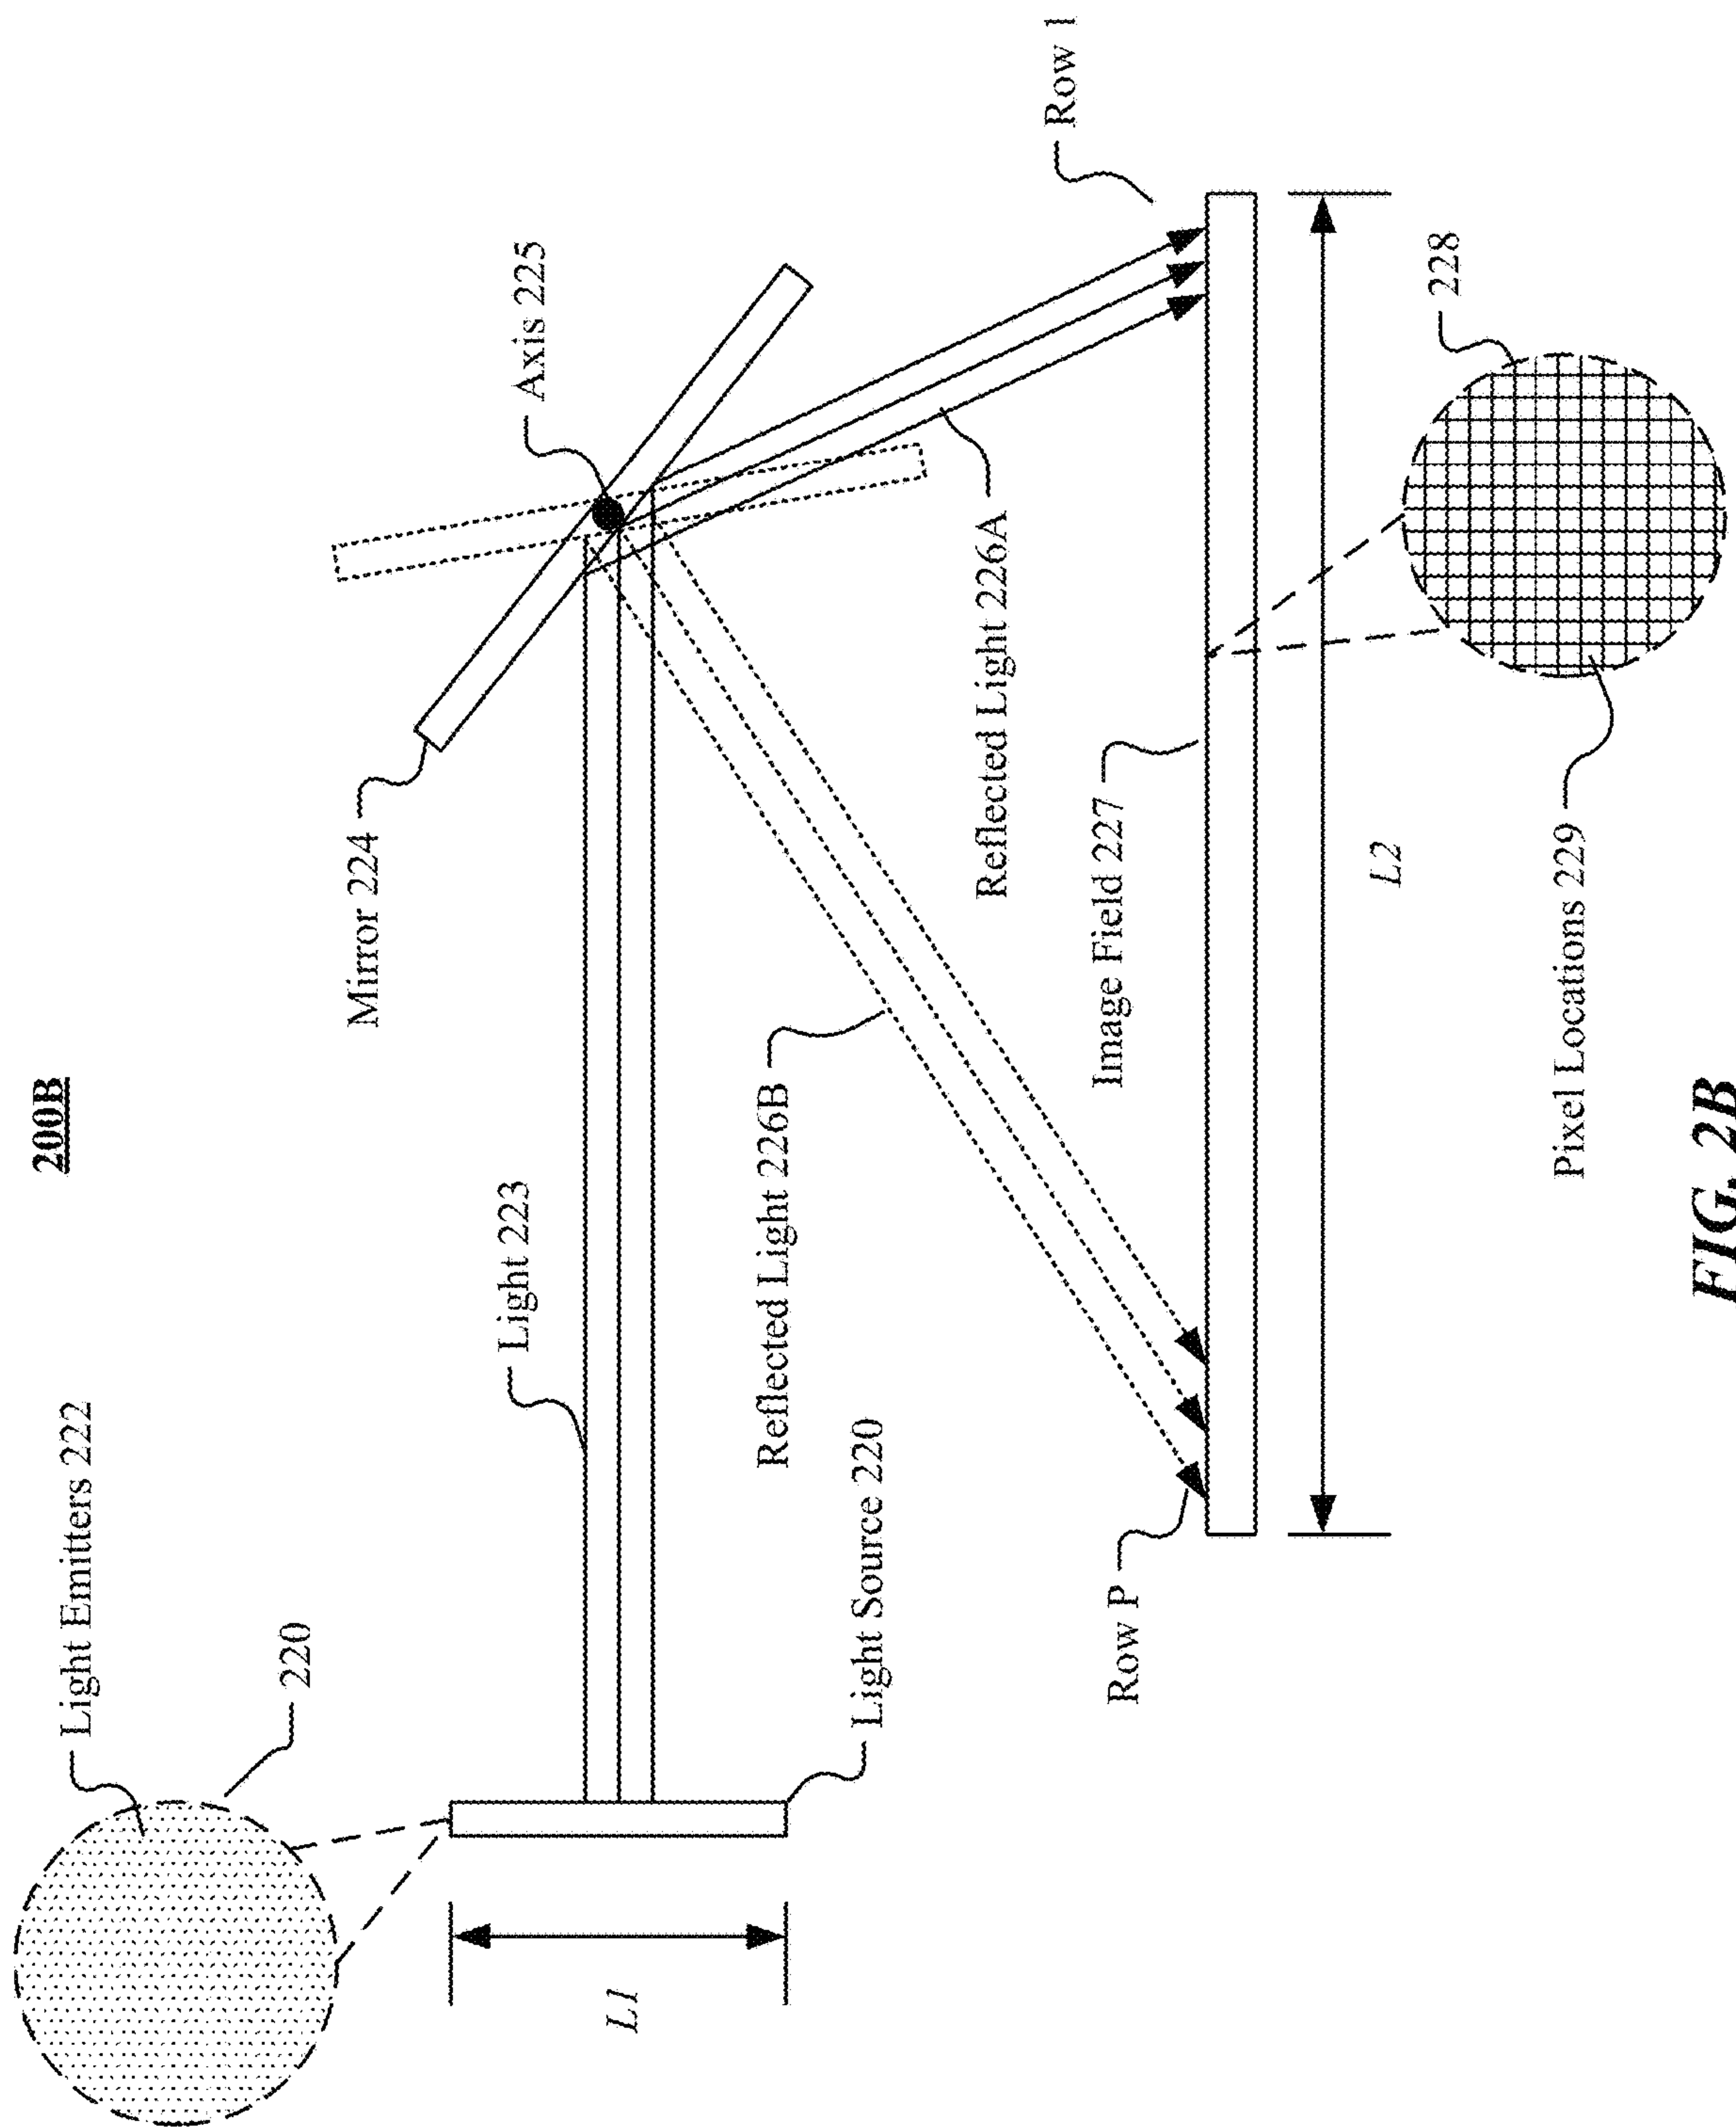 200B
Light Emitters 222
220
Light 223
Mirror 224
Axis 225
L1
Light Source 220
Reflected Light 226B
Reflected Light 226A
Row P
Image Field 227
Row 1
L2
Pixel Locations 229
228
FIG. 2B